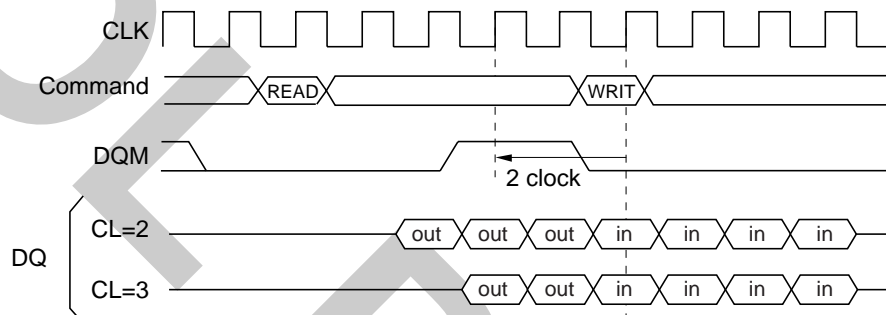 CLK
Command READ WRIT
DQM
2 clock
CL=2 out out out in in in in
DQ
CL=3 out out in in in in